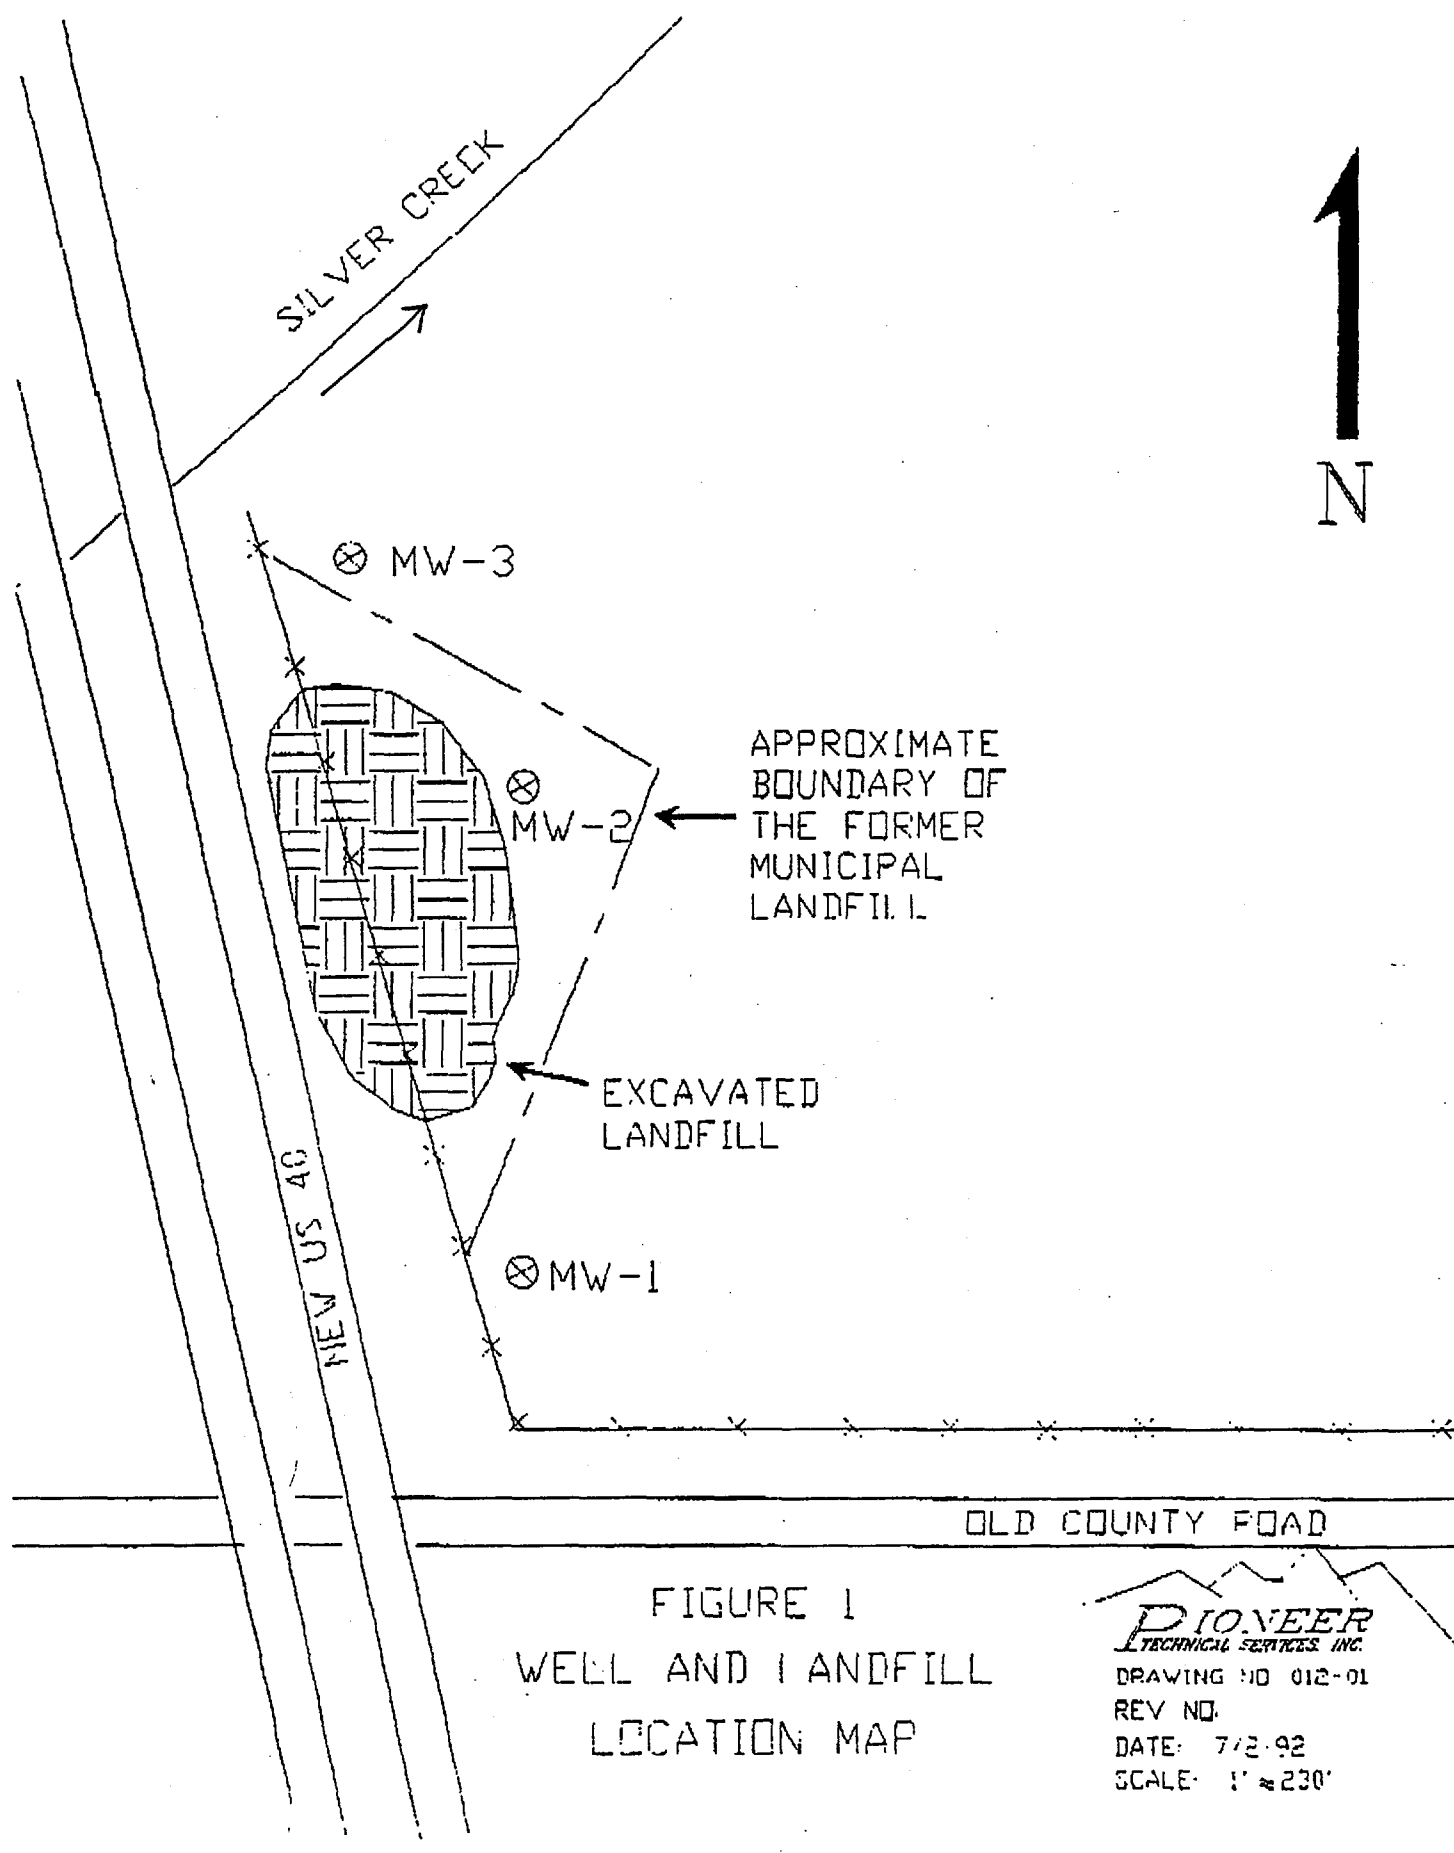 SILVER CREEK
N
MW-3
APPROXIMATE
BOUNDARY OF
THE FORMER
MUNICIPAL
LANDFILL
MW-2
EXCAVATED
LANDFILL
NEW US 40
MW-1
OLD COUNTY ROAD
FIGURE 1
WELL AND LANDFILL
LOCATION MAP
PIONEER
TECHNICAL SERVICES INC.
DRAWING NO 012-01
REV NO.
DATE: 7/2/92
SCALE: 1" ≈ 230'